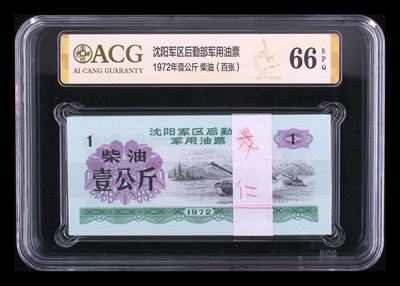 ACG
AI CANG GUARANTY
沈阳军区后勤部军用油票
1972年壹公斤 柴油（百张）
66 EPQ
1
沈阳军区后勤
军用油票
1
柴油
壹公斤
1972
仁
ACG